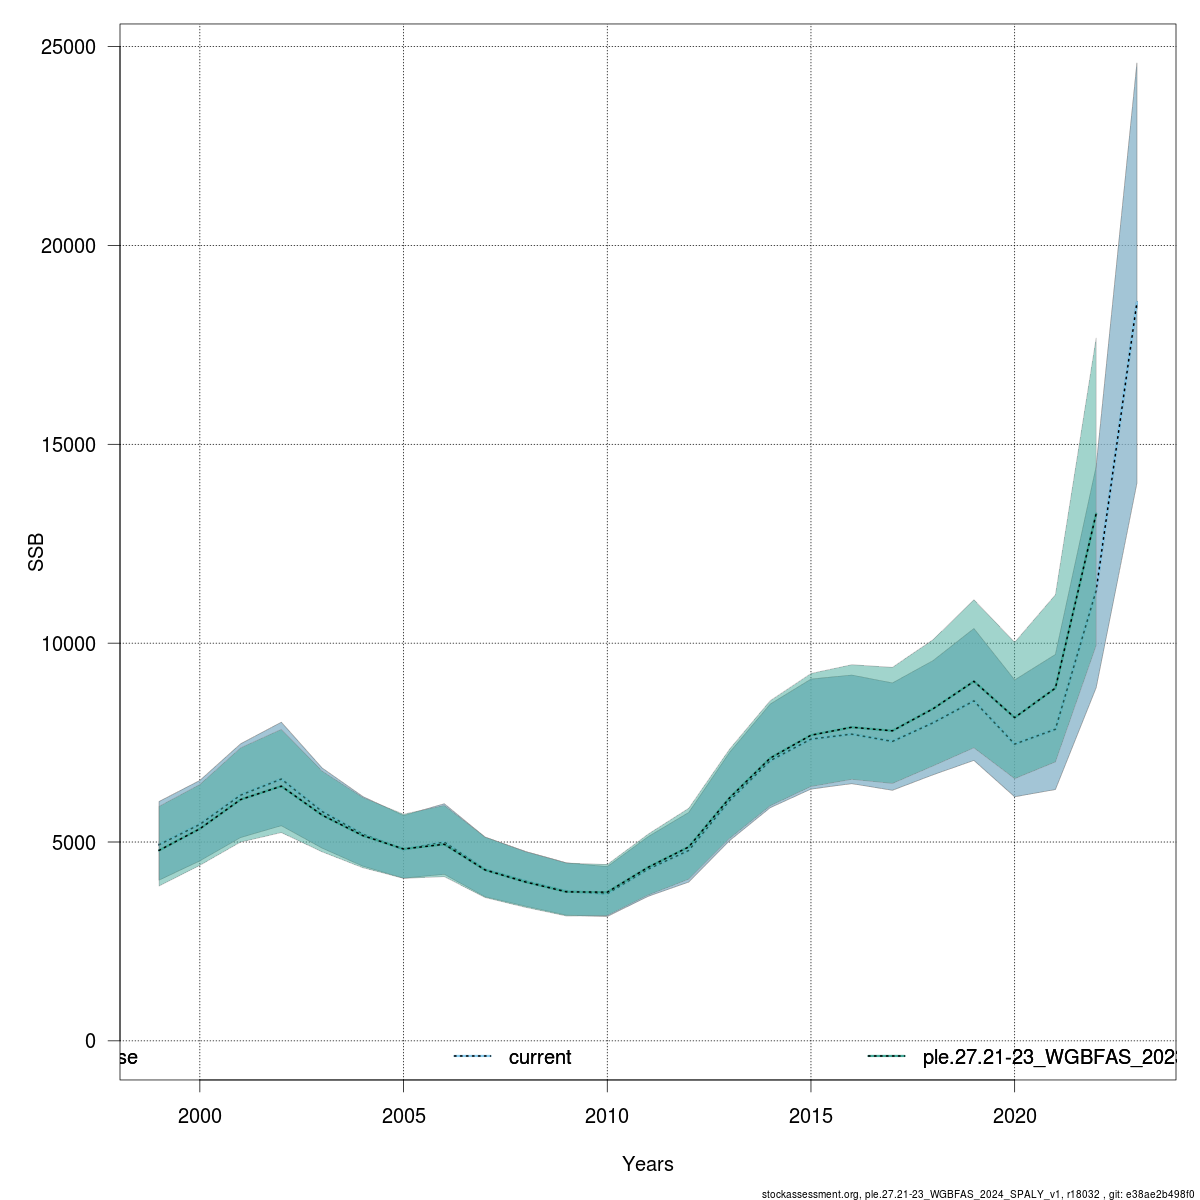 25000
20000
15000
10000
5000
0
SSB
se
current
ple.27.21-23_WGBFAS_202
2000
2005
2010
2015
2020
Years
stockassessment.org, ple.27.21-23_WGBFAS_2024_SPALY_v1, r18032 , git: e38ae2b496f0